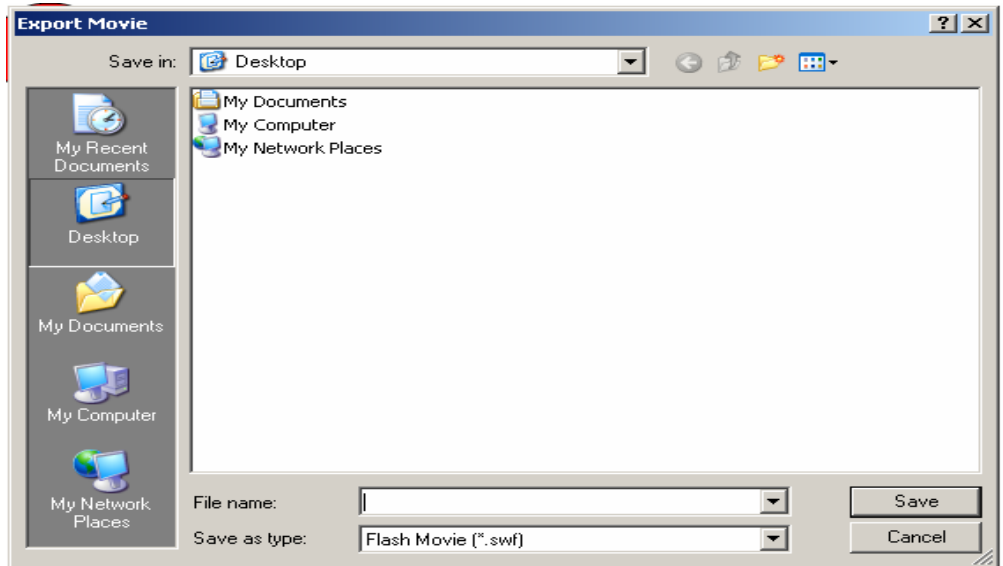 Export Movie
Save in: Desktop
My Documents
My Computer
My Network Places
My Recent
Documents
Desktop
My Documents
My Computer
My Network
Places
File name:
Save
Save as type: Flash Movie (*.swf)
Cancel